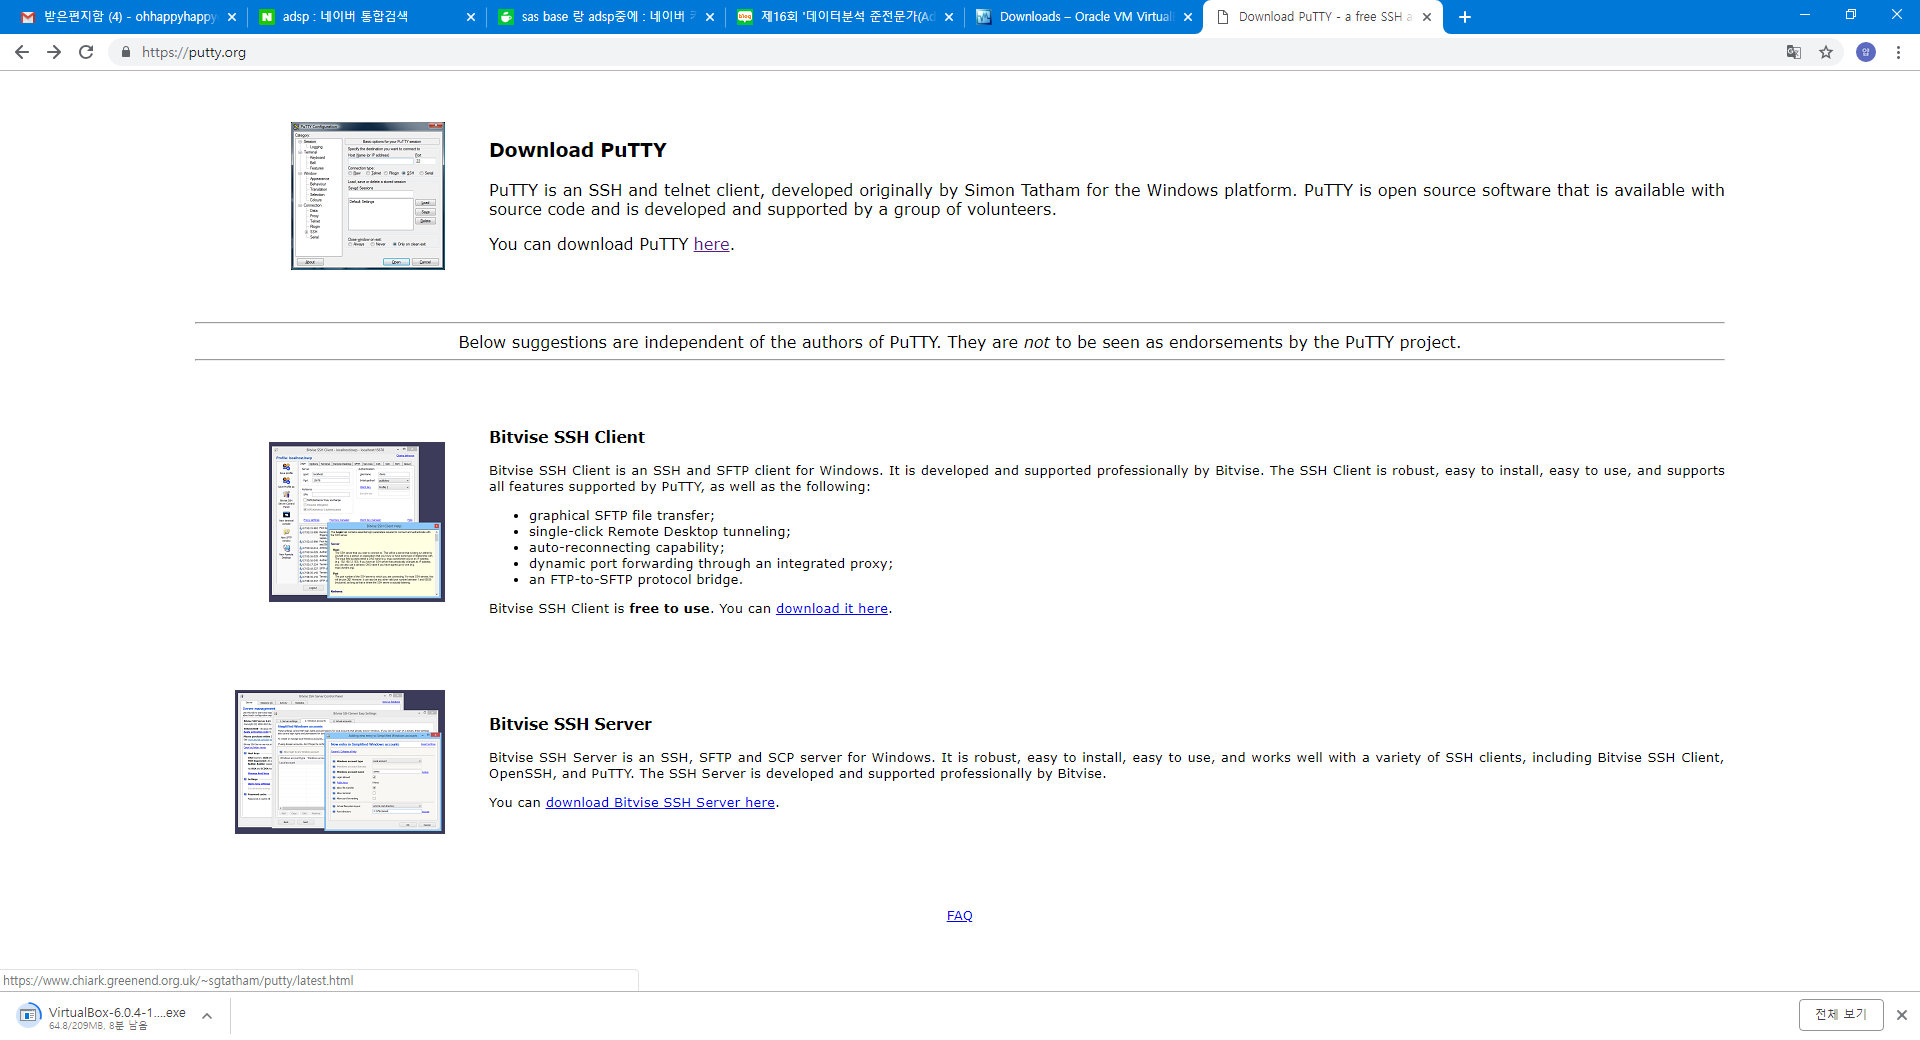 받은편지함 (4) - ohhappyhappy
adsp : 네이버 통합검색
sas base 랑 adsp중에 : 네이버 카
제16회 '데이터분석 준전문가(Ad
Downloads – Oracle VM Virtual
Download PuTTY - a free SSH a
https://putty.org
Download PuTTY
PuTTY is an SSH and telnet client, developed originally by Simon Tatham for the Windows platform. PuTTY is open source software that is available with
source code and is developed and supported by a group of volunteers.
You can download PuTTY here.
Below suggestions are independent of the authors of PuTTY. They are not to be seen as endorsements by the PuTTY project.
Bitvise SSH Client
Bitvise SSH Client is an SSH and SFTP client for Windows. It is developed and supported professionally by Bitvise. The SSH Client is robust, easy to install, easy to use, and supports
all features supported by PuTTY, as well as the following:
• graphical SFTP file transfer;
• single-click Remote Desktop tunneling;
• auto-reconnecting capability;
• dynamic port forwarding through an integrated proxy;
• an FTP-to-SFTP protocol bridge.
Bitvise SSH Client is free to use. You can download it here.
Bitvise SSH Server
Bitvise SSH Server is an SSH, SFTP and SCP server for Windows. It is robust, easy to install, easy to use, and works well with a variety of SSH clients, including Bitvise SSH Client,
OpenSSH, and PuTTY. The SSH Server is developed and supported professionally by Bitvise.
You can download Bitvise SSH Server here.
FAQ
https://www.chiark.greenend.org.uk/~sgtatham/putty/latest.html
VirtualBox-6.0.4-1....exe
64.8/209MB, 8분 남음
전체 보기